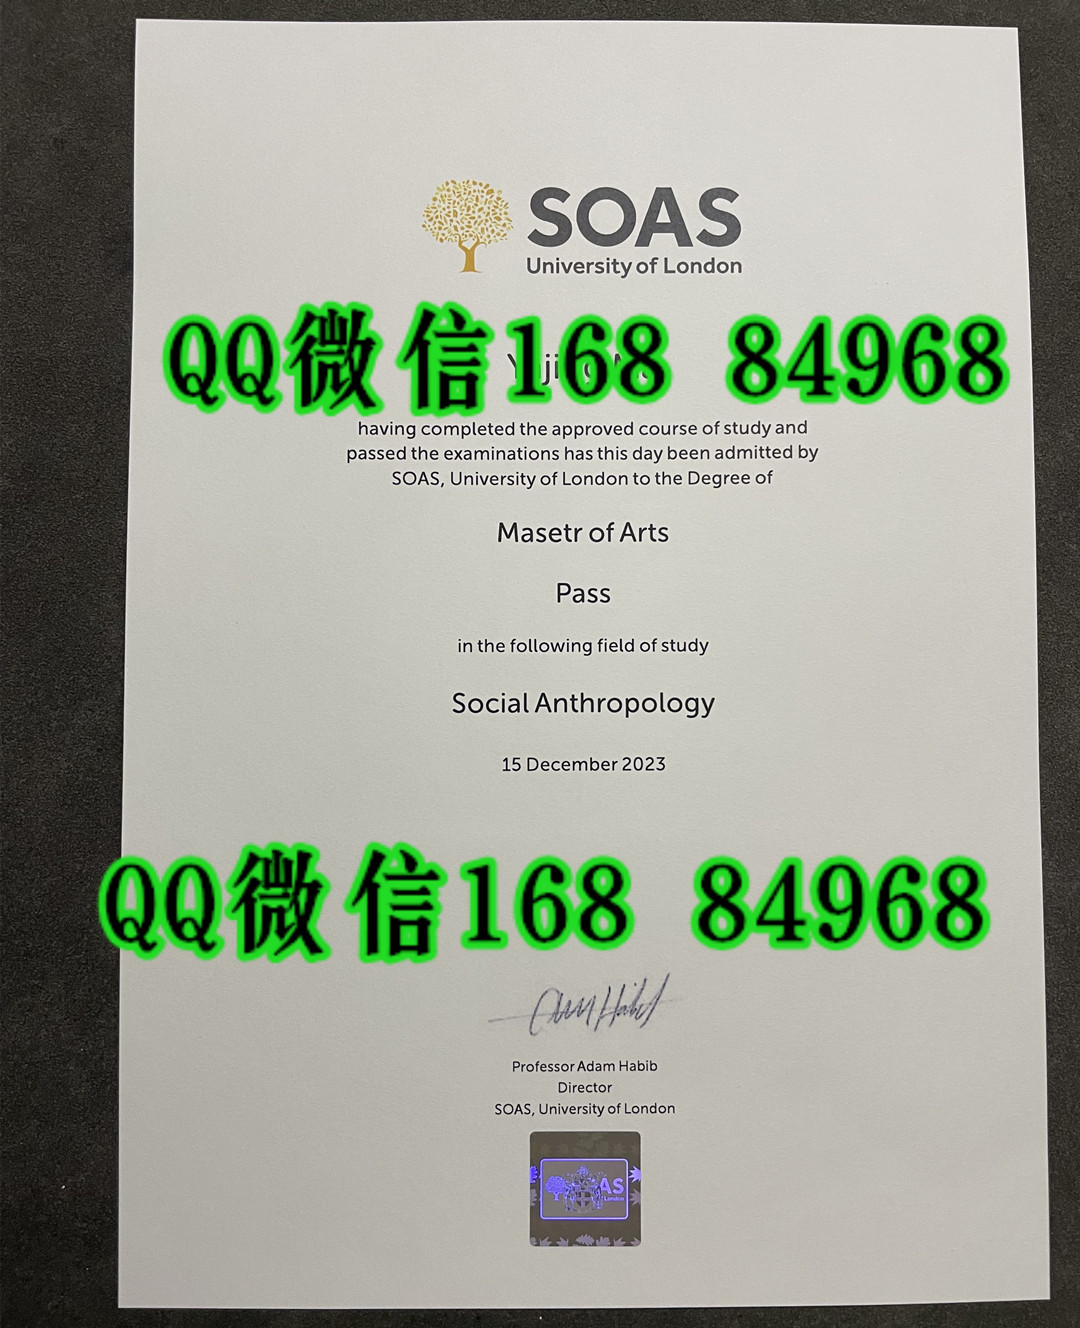 SOAS
University of London
QQ微信168 84968
having completed the approved course of study and
passed the examinations has this day been admitted by
SOAS, University of London to the Degree of
Masetr of Arts
Pass
in the following field of study
Social Anthropology
15 December 2023
QQ微信168 84968
Professor Adam Habib
Director
SOAS, University of London
AS
London